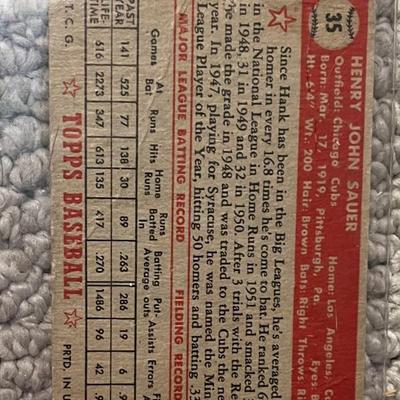 35
HENRY JOHN SAUER
Outfield: Chicago Cubs Home: Los Angeles, Ca
Born: Mar. 17, 1919, Pittsburgh, Pa. Eyes: B
Ht.: 6'4" Wt.: 200 Hair: Brown Bats: Right Throws: Ri
Since Hank has been in the Big Leagues, he's averaged
homer in every 16.8 times he's come to bat. He ranked 6
in the National League in Home Runs in 1951 and smacked 3
in 1948, 31 in 1949 and 32 in 1950. After 3 trials with the Re
he made the grade in 1948 and was traded to the Cubs the ne
year. In 1947, playing for Syracuse, he was named the Min
League Player of the Year, hitting 50 homers and batting .33
MAJOR LEAGUE BATTING RECORD FIELDING RECORD
Games At Bat Runs Hits Home Runs Runs Batted In Batting Average Put-outs Assists Errors F A
PAST YEAR 141 525 77 138 30 89 .263 286 19 6 .9
LIFE-TIME 616 2273 347 613 135 417 .270 1486 96 42 .9
T. C. G. TOPPS BASEBALL PRTD. IN U